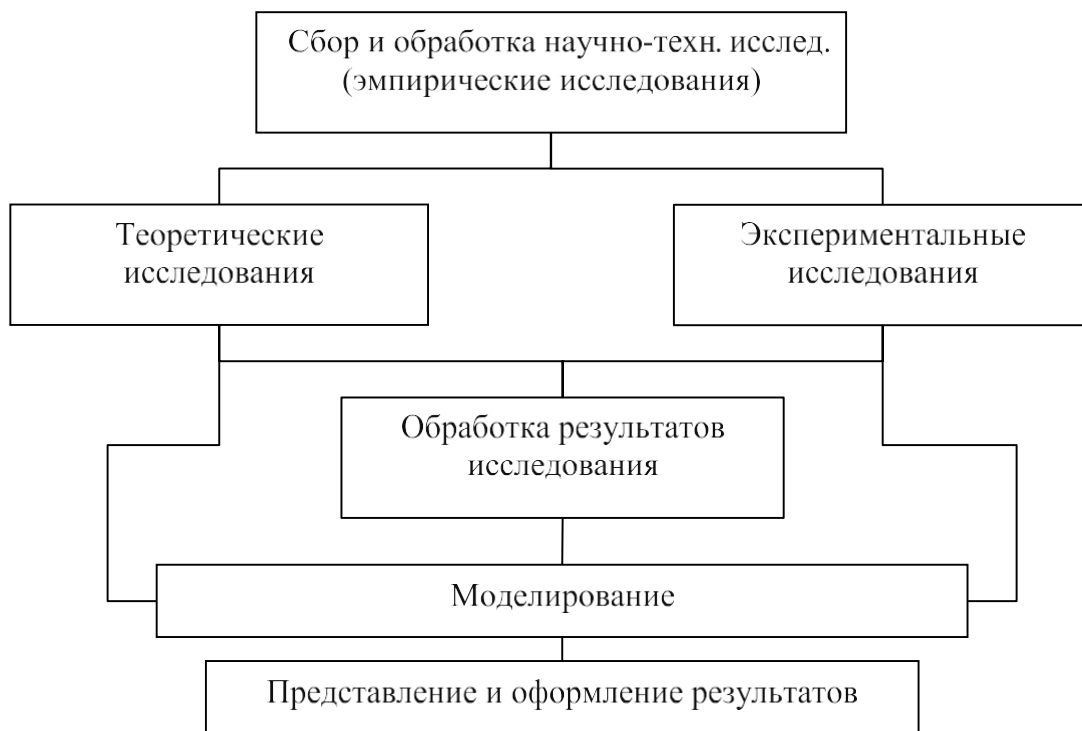 Сбор и обработка научно-техн. исслед.
(эмпирические исследования)
Теоретические
исследования
Экспериментальные
исследования
Обработка результатов
исследования
Моделирование
Представление и оформление результатов